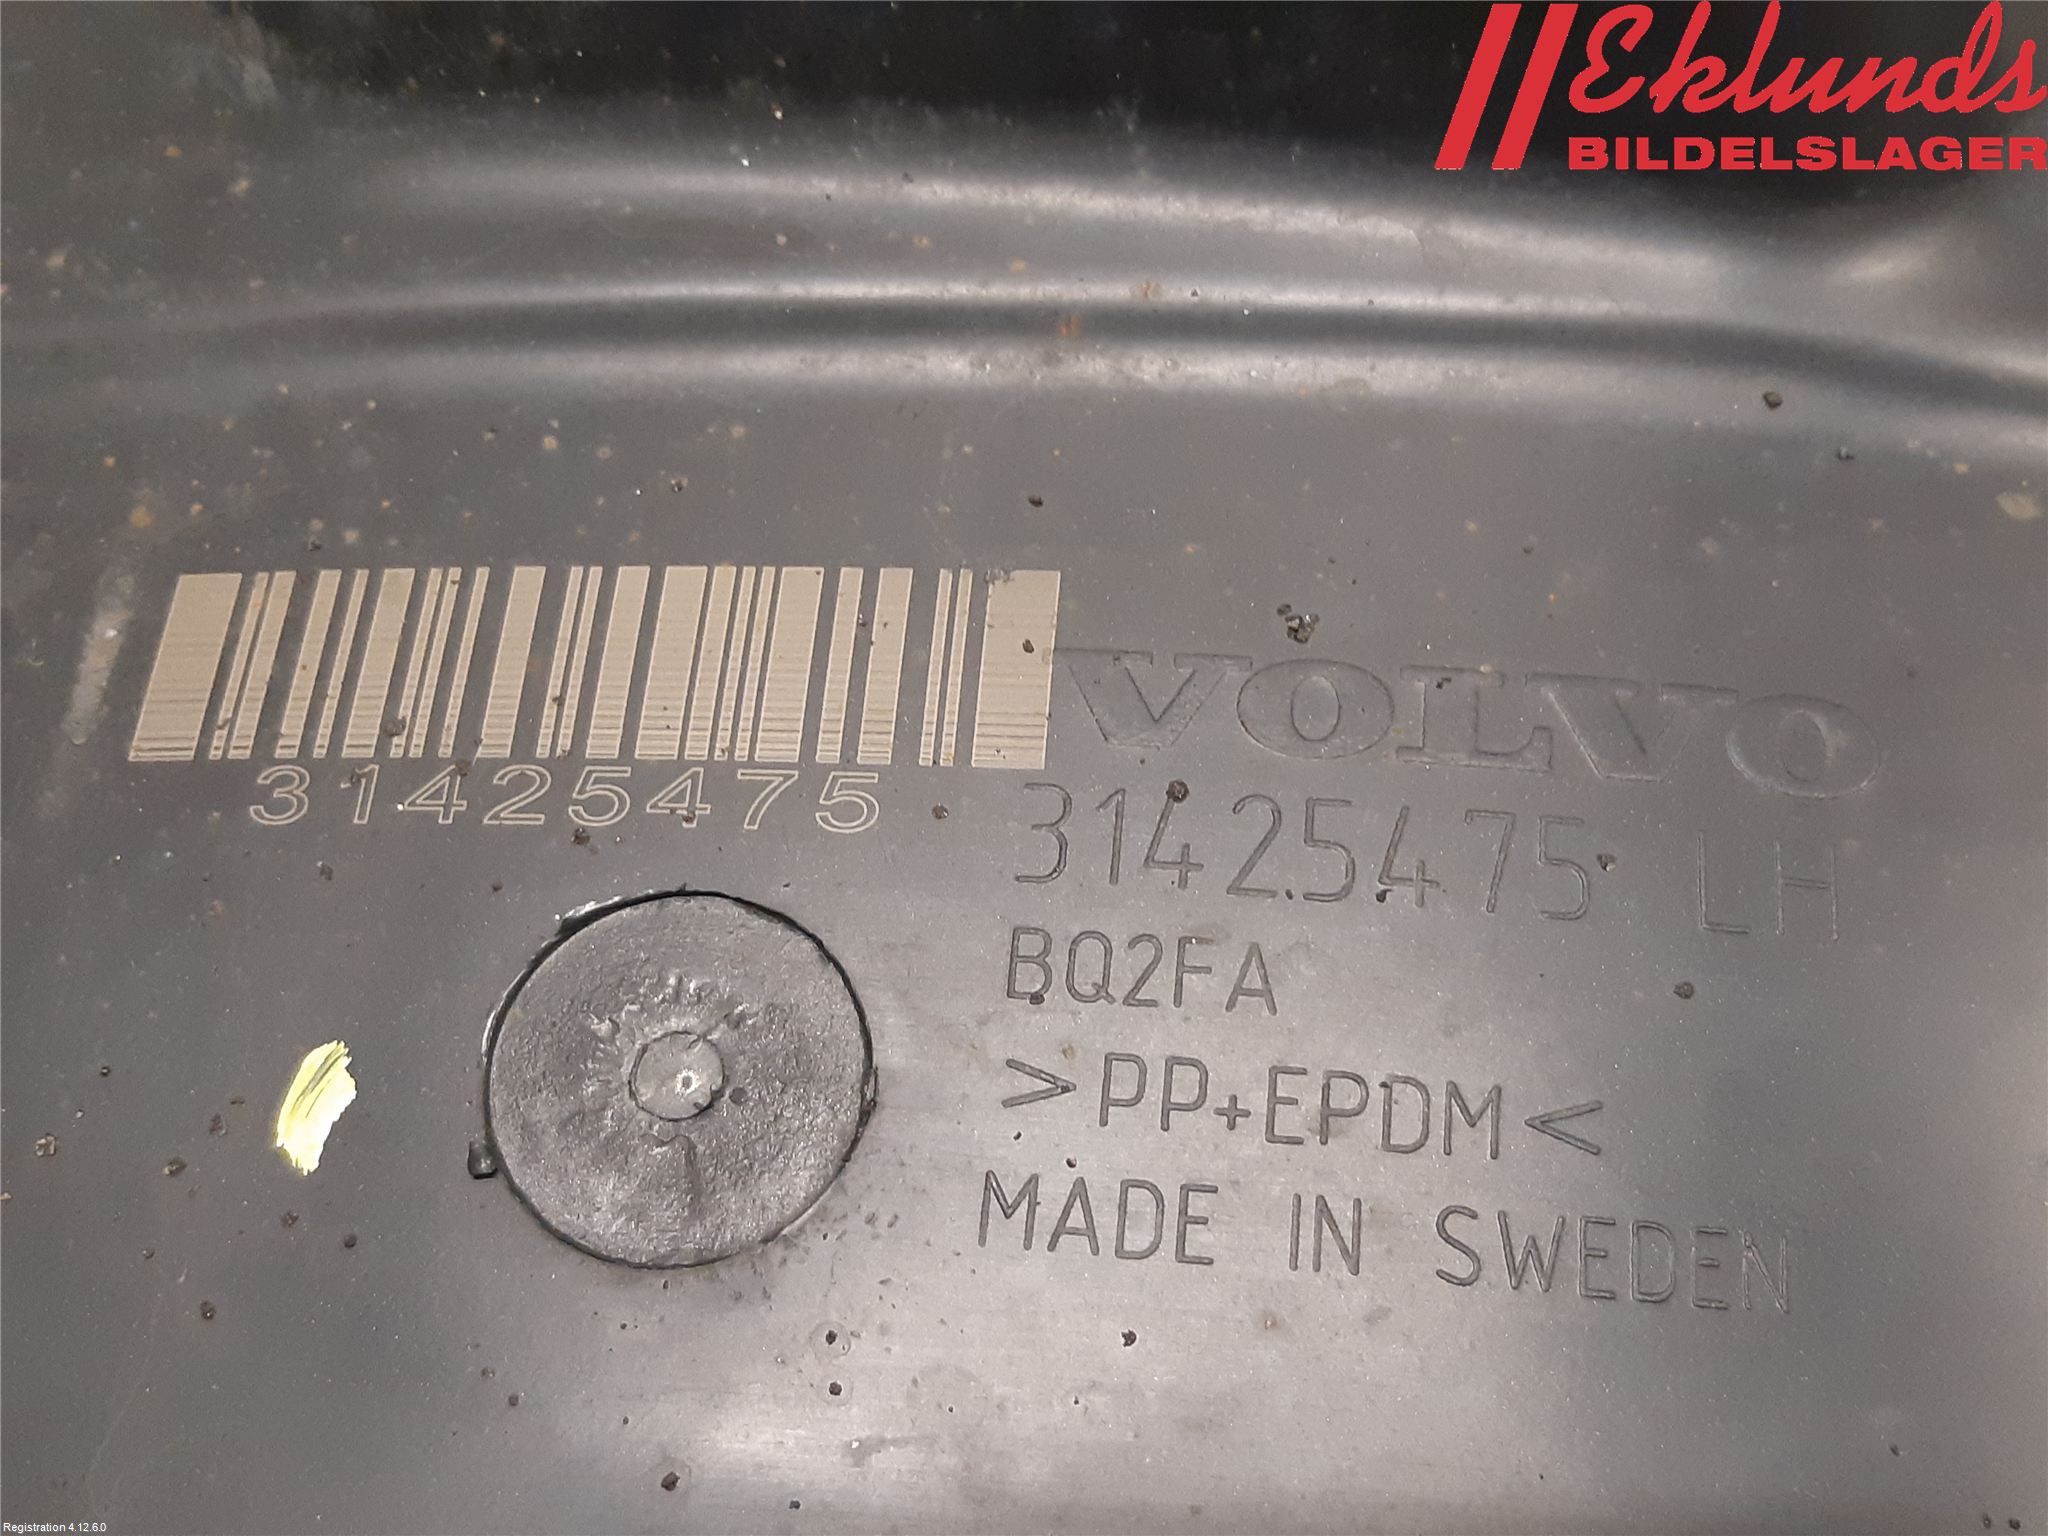 Eklunds
BILDELSLAGER
31425475
VOLVO
31425475 LH
BQ2FA
>PP+EPDM<
MADE IN SWEDEN
Registration 4.12.6.0